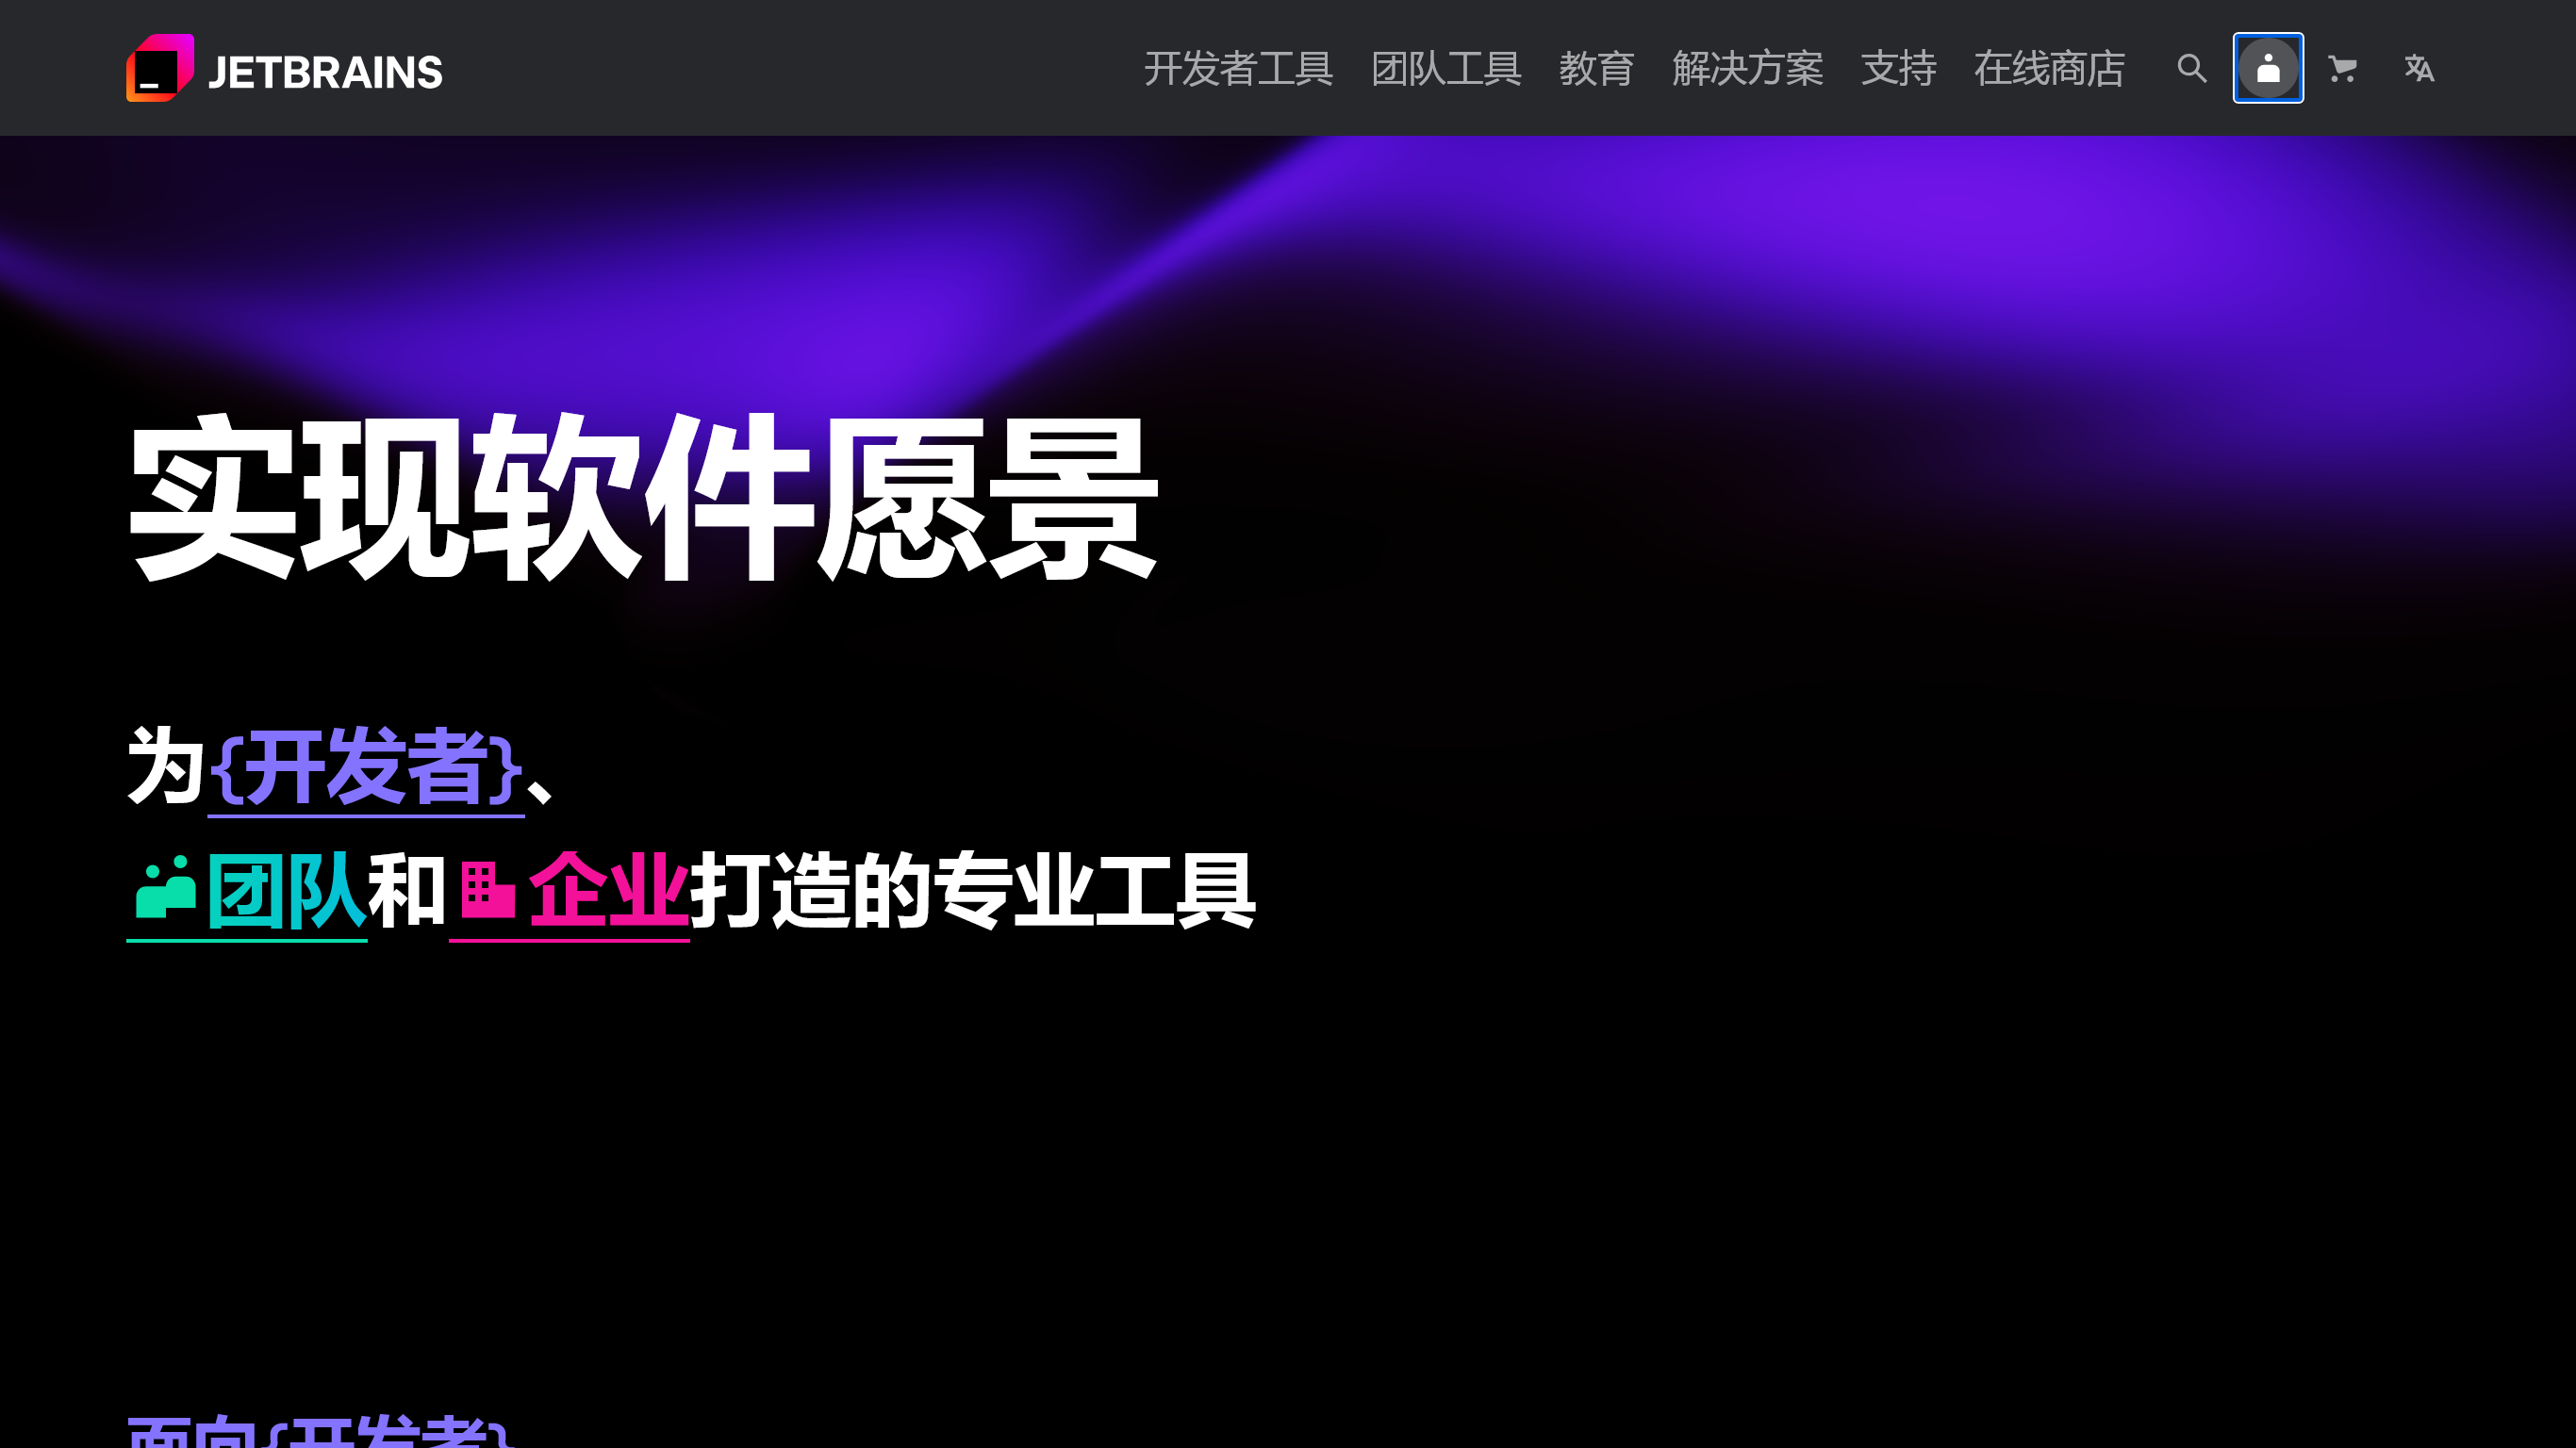 JETBRAINS
开发者工具 团队工具 教育 解决方案 支持 在线商店
实现软件愿景
为{开发者}、
团队和企业打造的专业工具
面向{开发者}